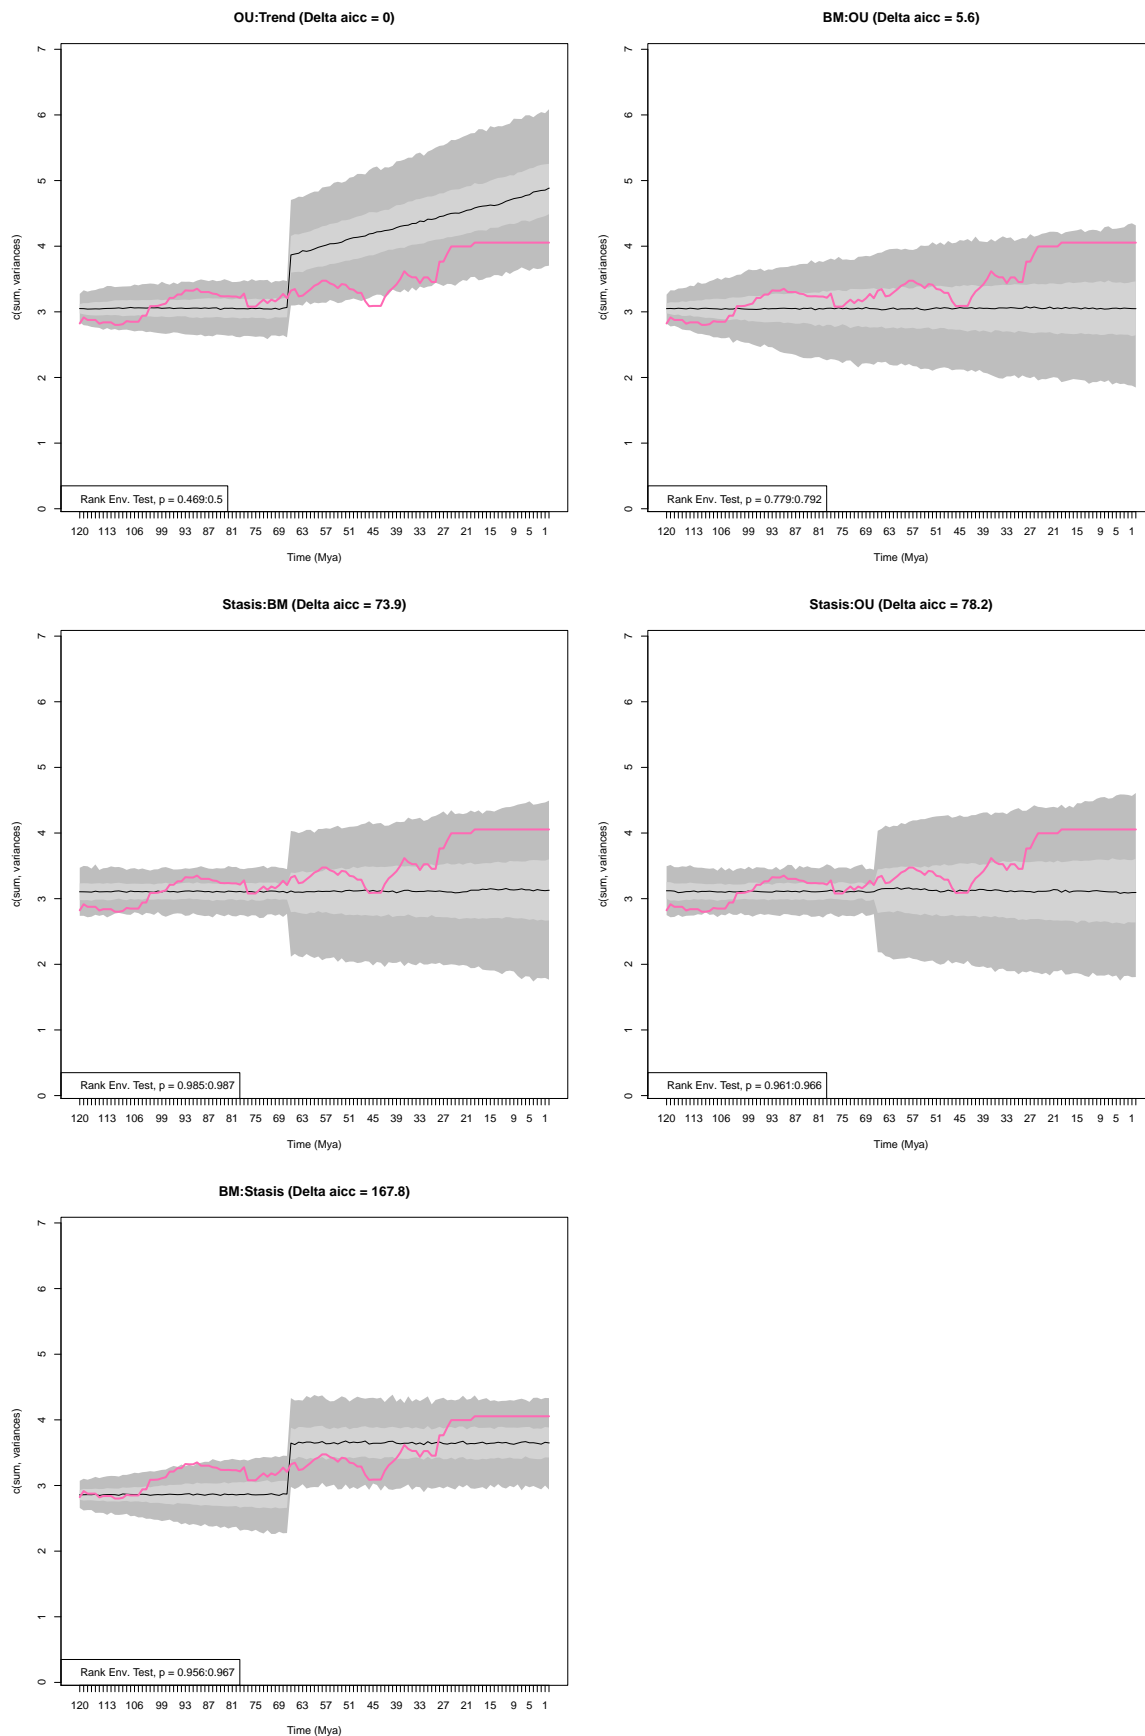 OU:Trend (Delta aicc = 0)
c(sum, variances)
7
6
5
4
3
2
1
0
Rank Env. Test, p = 0.469:0.5
120 113 106 99 93 87 81 75 69 63 57 51 45 39 33 27 21 15 9 5 1
Time (Mya)
BM:OU (Delta aicc = 5.6)
c(sum, variances)
7
6
5
4
3
2
1
0
Rank Env. Test, p = 0.779:0.792
120 113 106 99 93 87 81 75 69 63 57 51 45 39 33 27 21 15 9 5 1
Time (Mya)
Stasis:BM (Delta aicc = 73.9)
c(sum, variances)
7
6
5
4
3
2
1
0
Rank Env. Test, p = 0.985:0.987
120 113 106 99 93 87 81 75 69 63 57 51 45 39 33 27 21 15 9 5 1
Time (Mya)
Stasis:OU (Delta aicc = 78.2)
c(sum, variances)
7
6
5
4
3
2
1
0
Rank Env. Test, p = 0.961:0.966
120 113 106 99 93 87 81 75 69 63 57 51 45 39 33 27 21 15 9 5 1
Time (Mya)
BM:Stasis (Delta aicc = 167.8)
c(sum, variances)
7
6
5
4
3
2
1
0
Rank Env. Test, p = 0.956:0.967
120 113 106 99 93 87 81 75 69 63 57 51 45 39 33 27 21 15 9 5 1
Time (Mya)